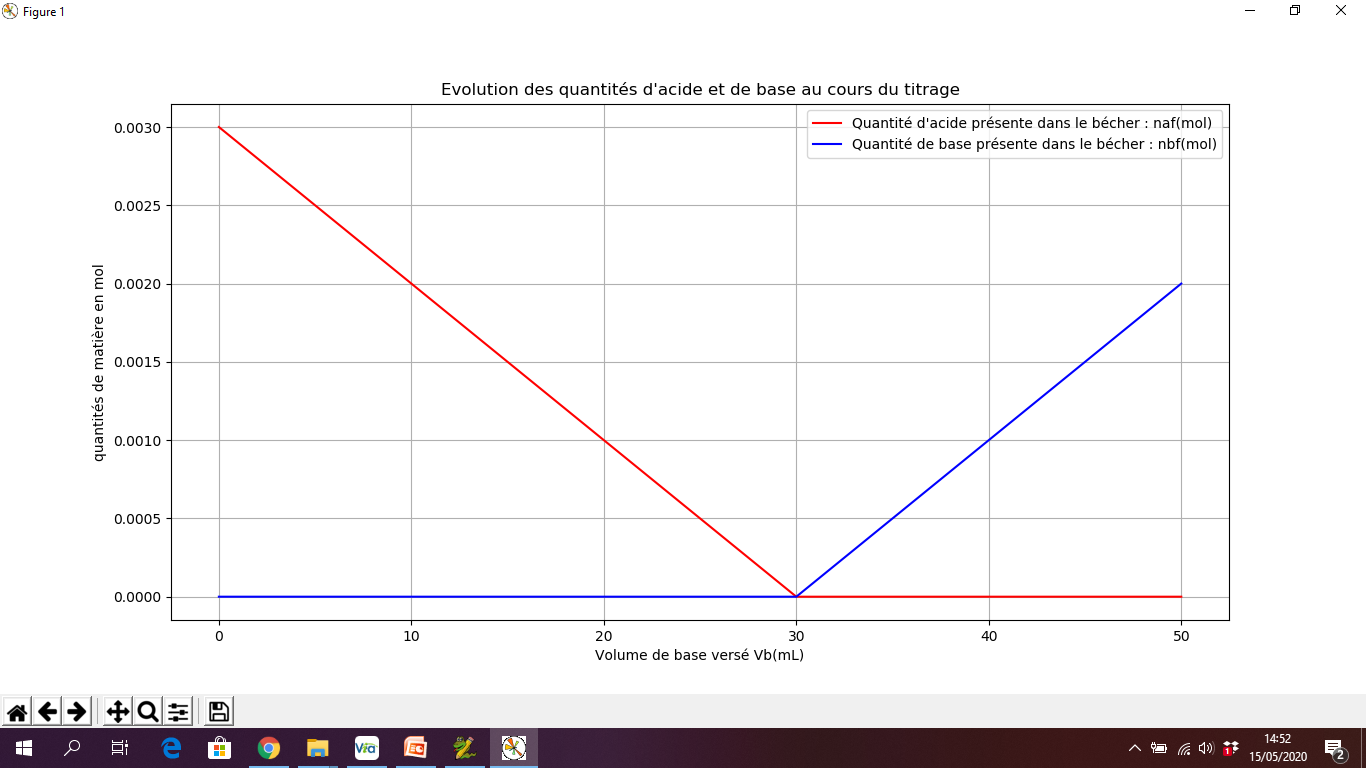 Figure 1
Evolution des quantités d'acide et de base au cours du titrage
Quantité d'acide présente dans le bécher : naf(mol)
Quantité de base présente dans le bécher : nbf(mol)
quantités de matière en mol
0.0030
0.0025
0.0020
0.0015
0.0010
0.0005
0.0000
0 10 20 30 40 50
Volume de base versé Vb(mL)
Via
1
14:52
15/05/2020
2